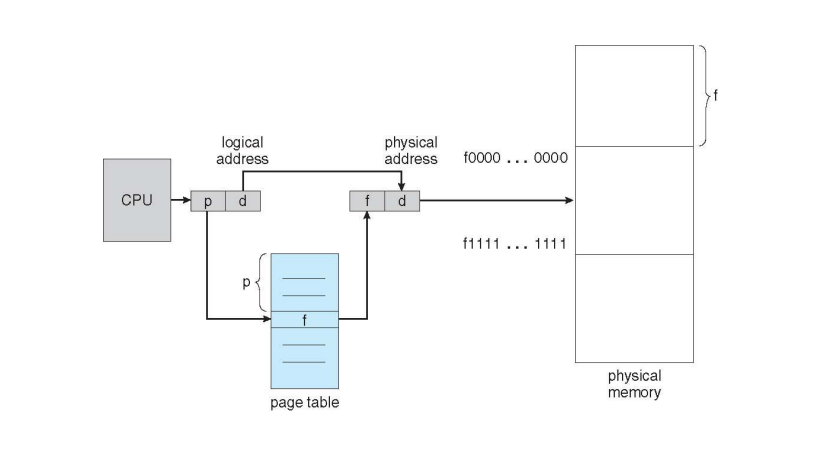 CPU
logical
address
p d
physical
address
f d
f0000 ... 0000
f1111 ... 1111
f
p
f
page table
physical
memory